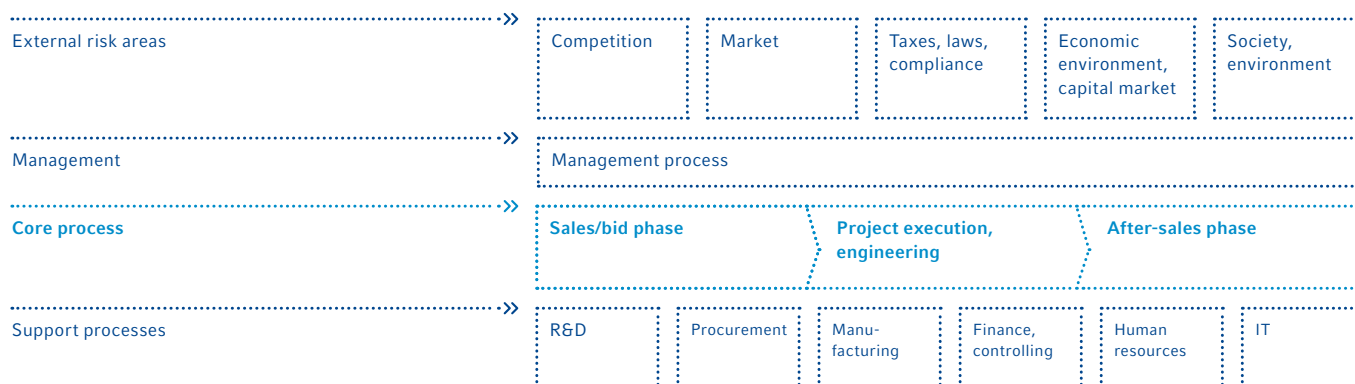 External risk areas
Competition
Market
Taxes, laws,
compliance
Economic
environment,
capital market
Society,
environment
Management
Management process
Core process
Sales/bid phase
Project execution,
engineering
After-sales phase
Support processes
R&D
Procurement
Manu-
facturing
Finance,
controlling
Human
resources
IT